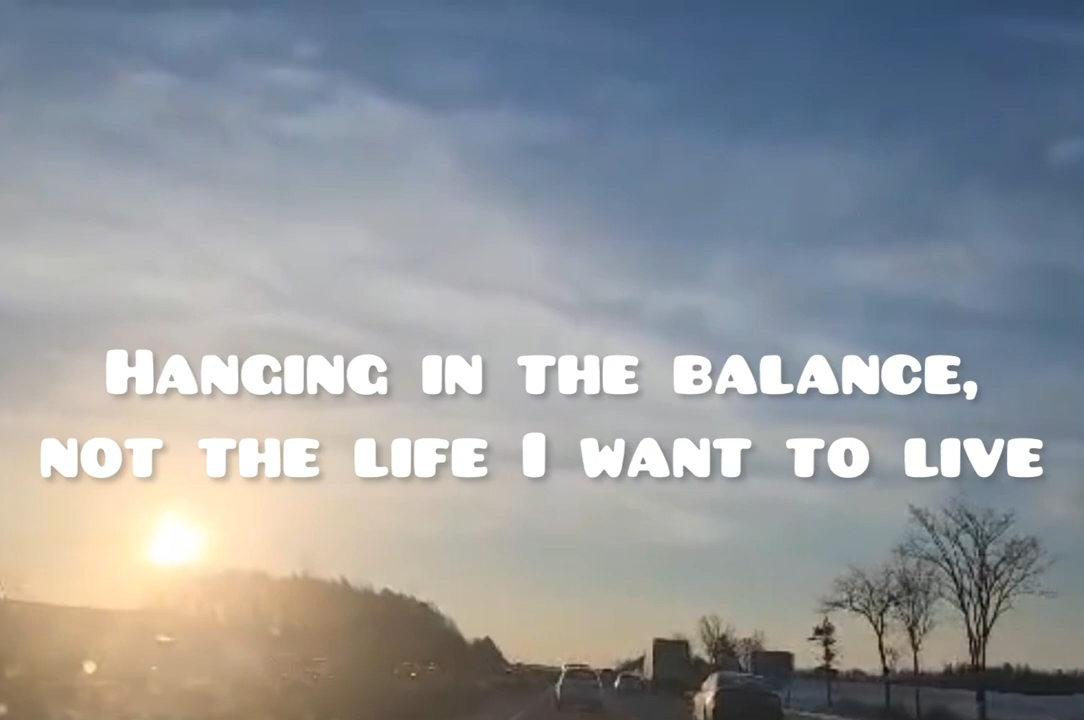 Hanging in the balance,
not the life I want to live